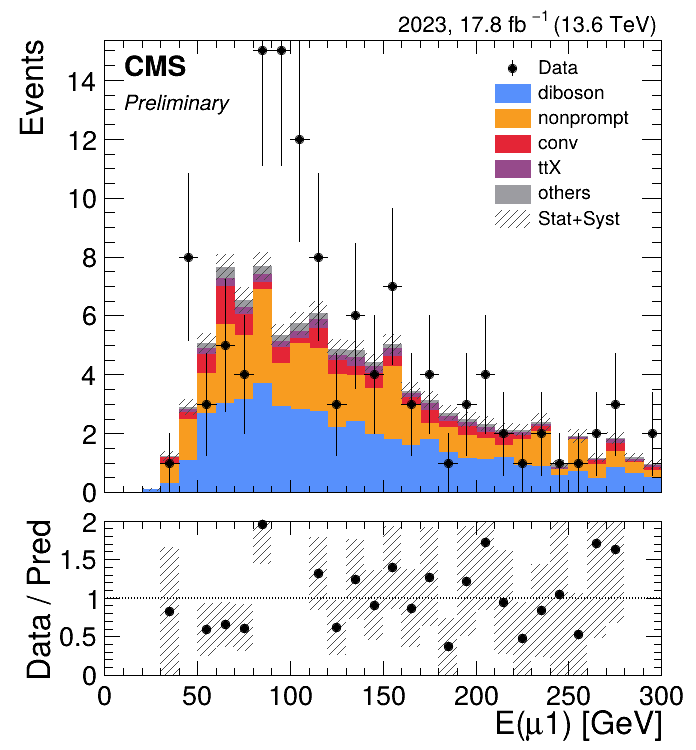 2023, 17.8 fb⁻¹ (13.6 TeV)
CMS
Preliminary
Events
14
12
10
8
6
4
2
0
Data
diboson
nonprompt
conv
ttX
others
Stat+Syst
Data / Pred
2
1.5
1
0.5
0
0 50 100 150 200 250 300
E(μ1) [GeV]